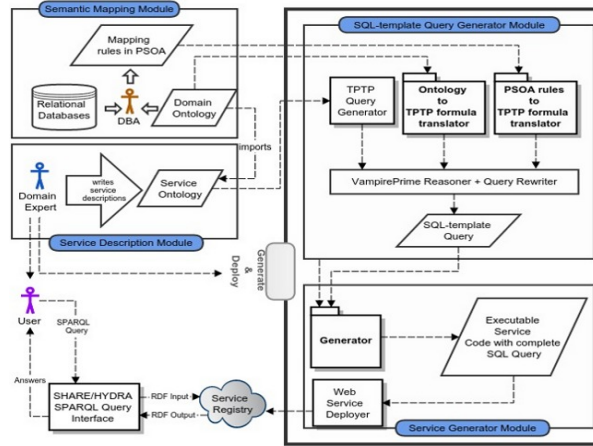 Semantic Mapping Module
Mapping
rules in PSOA
Relational
Databases
DBA
Domain
Ontology
imports
Domain
Expert
writes
service
descriptions
Service
Ontology
Service Description Module
Generate
&
Deploy
User
SPARQL
Query
Answers
SHARE/HYDRA
SPARQL Query
Interface
RDF Input
RDF Output
Service
Registry
SQL-template Query Generator Module
TPTP
Query
Generator
Ontology
to
TPTP formula
translator
PSOA rules
to
TPTP formula
translator
VampirePrime Reasoner + Query Rewriter
SQL-template
Query
Generator
Executable
Service
Code with complete
SQL Query
Web
Service
Deployer
Service Generator Module